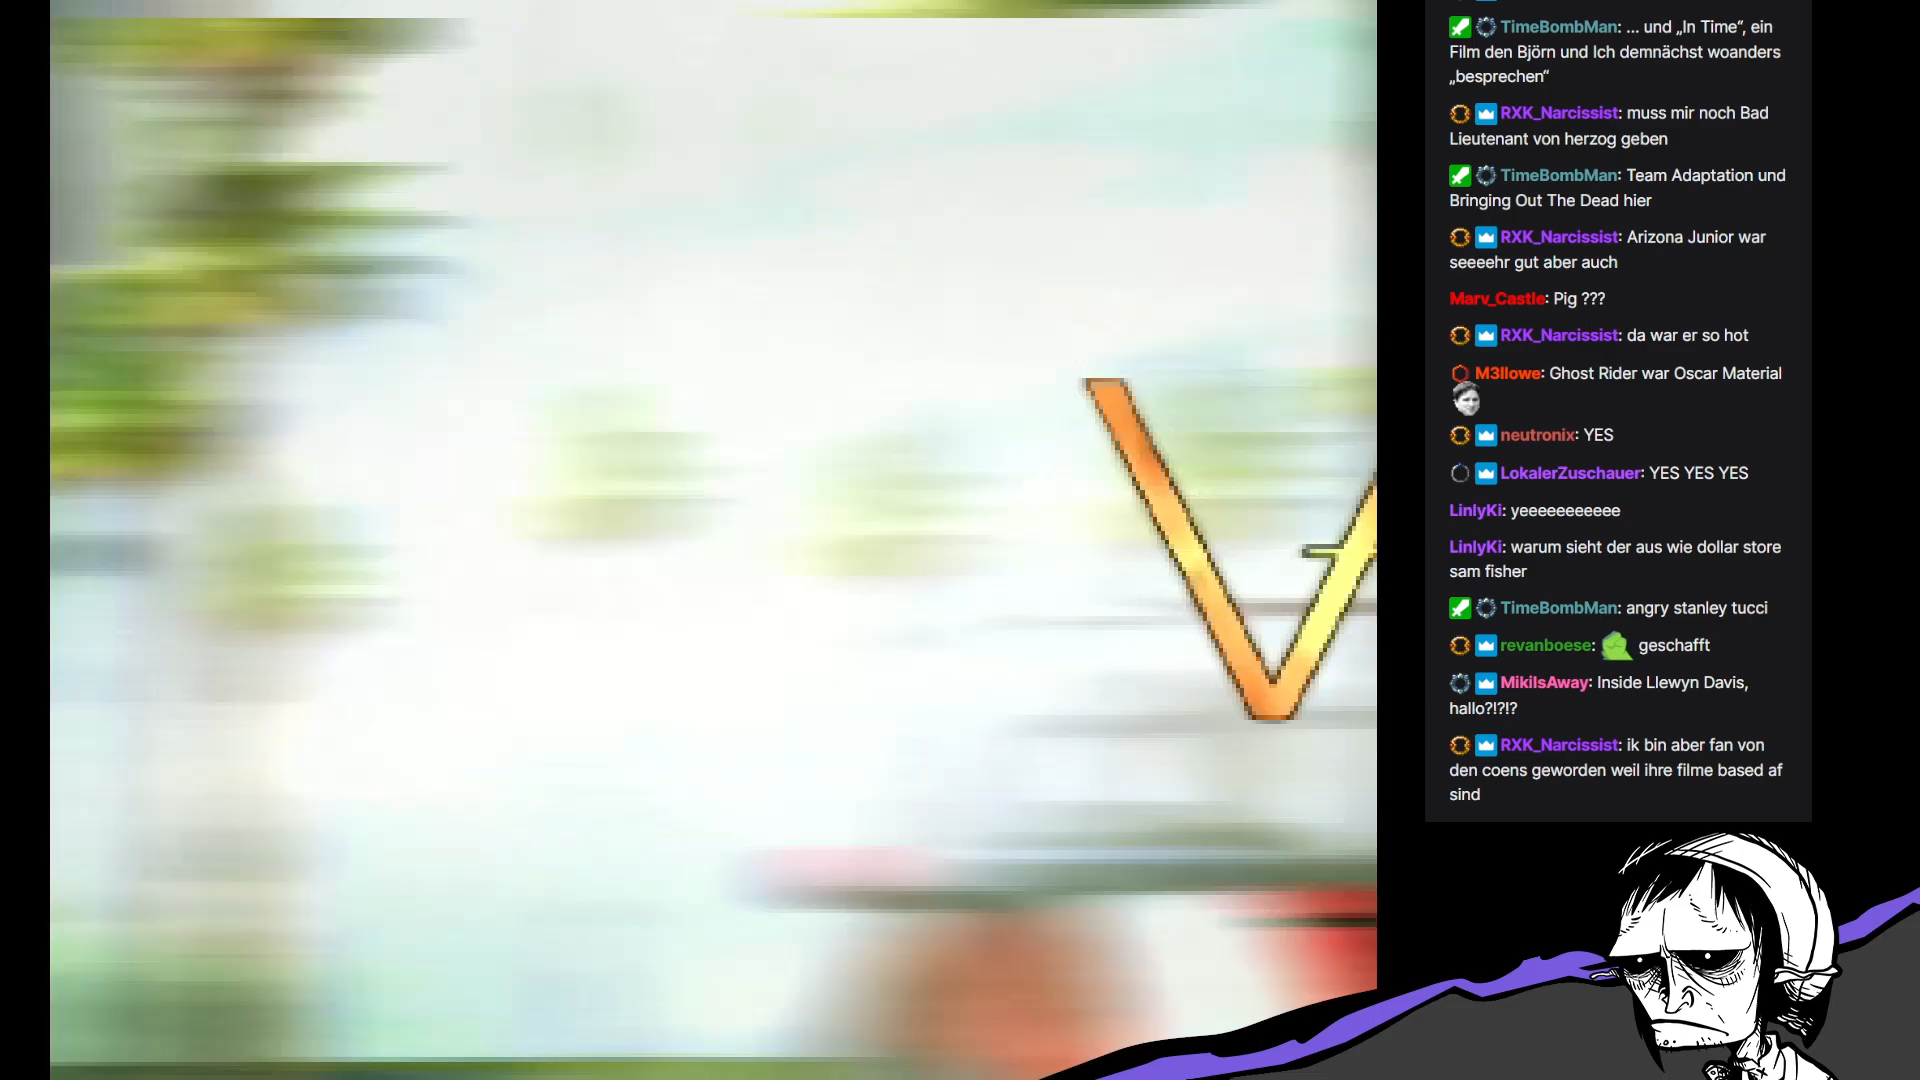 TimeBombMan: ... und „In Time“, ein
Film den Björn und Ich demnächst woanders
„besprechen“
RXK_Narcissist: muss mir noch Bad
Lieutenant von herzog geben
TimeBombMan: Team Adaptation und
Bringing Out The Dead hier
RXK_Narcissist: Arizona Junior war
seeeehr gut aber auch
Marv_Castle: Pig ???
RXK_Narcissist: da war er so hot
M3llowe: Ghost Rider war Oscar Material
neutronix: YES
LokalerZuschauer: YES YES YES
LinlyKi: yeeeeeeeeeee
LinlyKi: warum sieht der aus wie dollar store
sam fisher
TimeBombMan: angry stanley tucci
revanboese: geschafft
MikiIsAway: Inside Llewyn Davis,
hallo?!?!?
RXK_Narcissist: ik bin aber fan von
den coens geworden weil ihre filme based af
sind